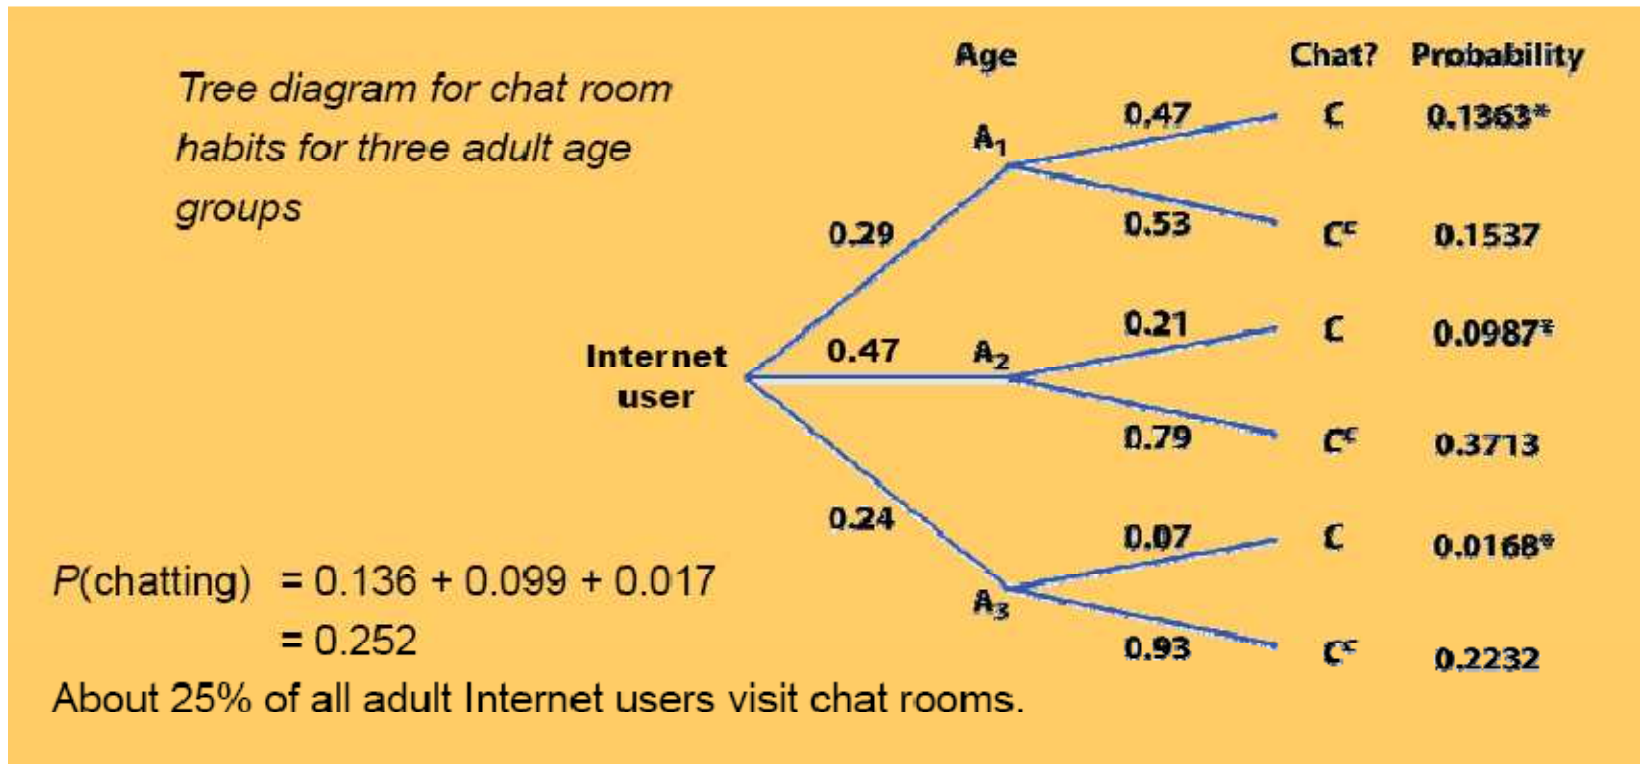 Tree diagram for chat room
habits for three adult age
groups
Age Chat? Probability
A₁ 0.47 C 0.1363*
0.29 0.53 Cᶜ 0.1537
Internet
user
0.47 A₂ 0.21 C 0.0987*
0.79 Cᶜ 0.3713
0.24 A₃ 0.07 C 0.0168*
0.93 Cᶜ 0.2232
P(chatting) = 0.136 + 0.099 + 0.017
= 0.252
About 25% of all adult Internet users visit chat rooms.